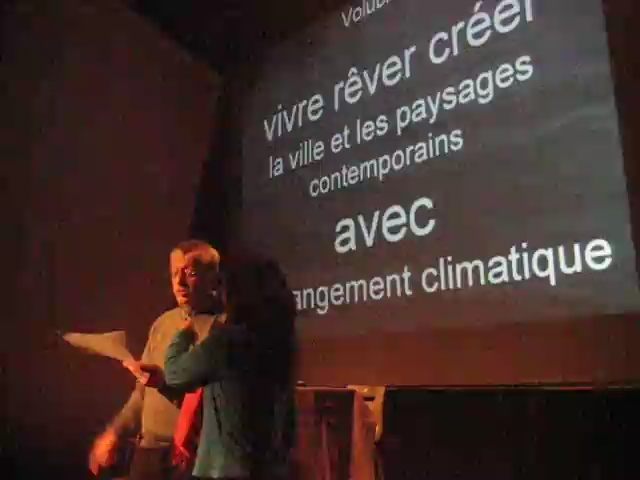 vivre rêver créer
la ville et les paysages
contemporains
avec
angement climatique